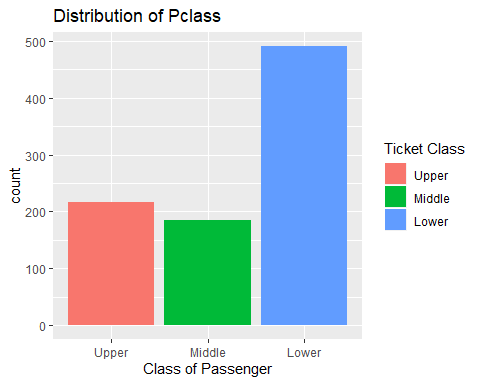 Distribution of Pclass
500
400
300
200
100
0
count
Upper
Middle
Lower
Class of Passenger
Ticket Class
Upper
Middle
Lower